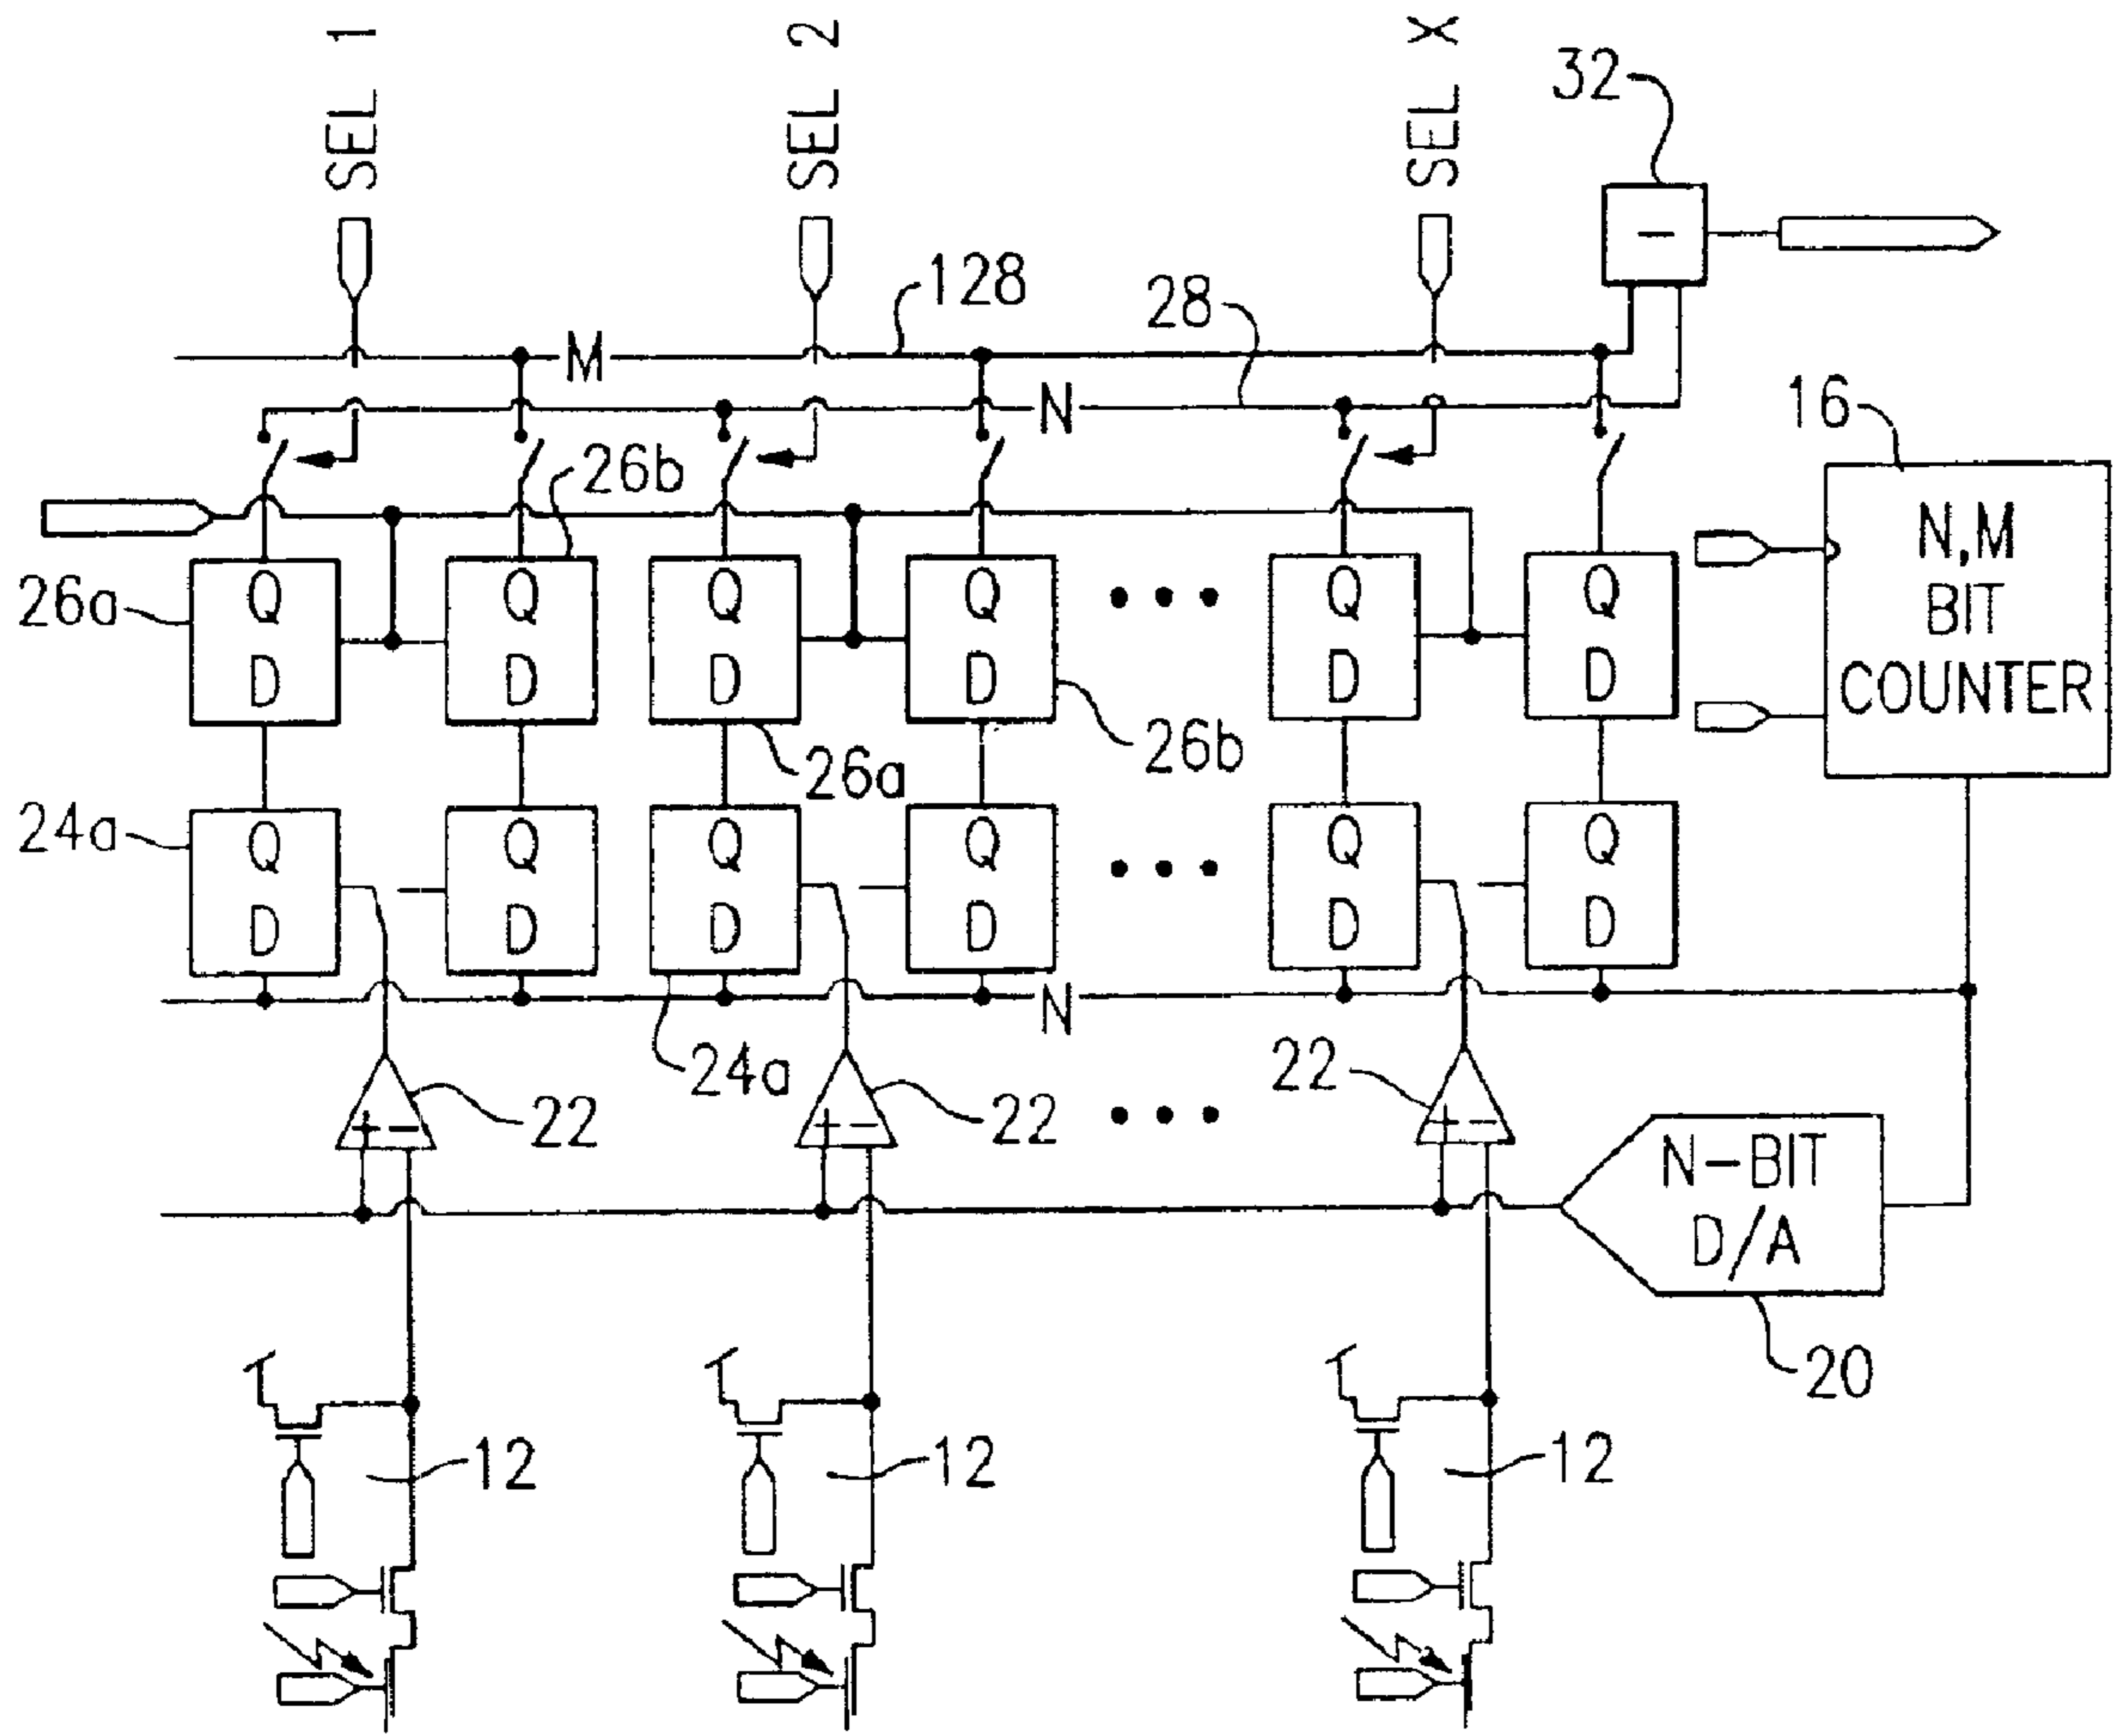 SEL 1
SEL 2
SEL X
32
128
28
M
N
16
26b
N,M
BIT
COUNTER
26a
Q
D
Q
D
Q
D
Q
D
Q
D
Q
D
26a
26b
24a
Q
D
Q
D
Q
D
Q
D
Q
D
Q
D
N
24a
22
22
22
+ −
+ −
+ −
N-BIT
D/A
20
12
12
12